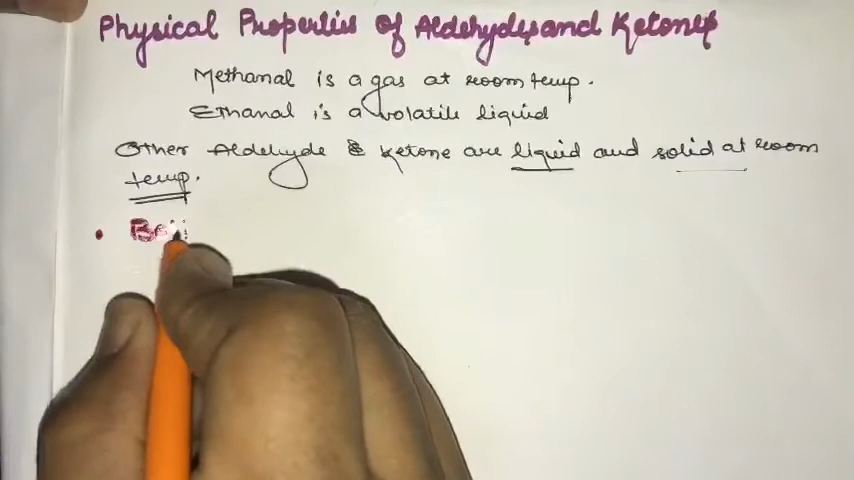 Physical Properties of Aldehydes and Ketones
Methanal is a gas at room temp.
Ethanal is a volatile liquid
Other Aldehyde & Ketone are liquid and solid at room
temp.
• Boi